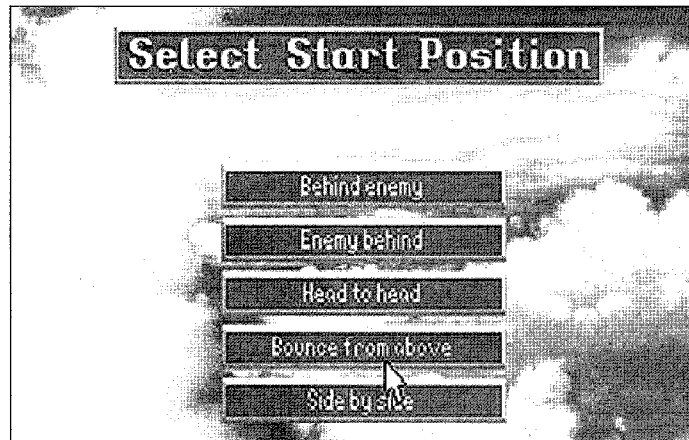 Select Start Position
Behind enemy
Enemy behind
Head to head
Bounce from above
Side by side